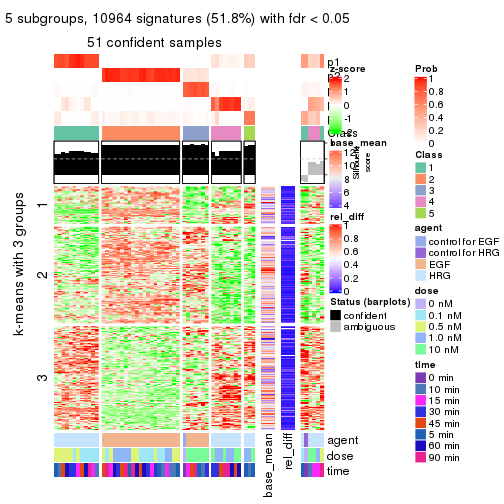 5 subgroups, 10964 signatures (51.8%) with fdr < 0.05
51 confident samples
p1
p2
Class
z-score
2
1
0
-1
-2
base_mean
12
10
8
6
4
Silhouette score
rel_diff
1
0.8
0.6
0.4
0.2
0
Status (barplots)
confident
ambiguous
Prob
1
0.8
0.6
0.4
0.2
0
Class
1
2
3
4
5
agent
control for EGF
control for HRG
EGF
HRG
dose
0 nM
0.1 nM
0.5 nM
1.0 nM
10 nM
time
0 min
10 min
15 min
30 min
45 min
5 min
60 min
90 min
k-means with 3 groups
1
2
3
agent
dose
time
base_mean
rel_diff